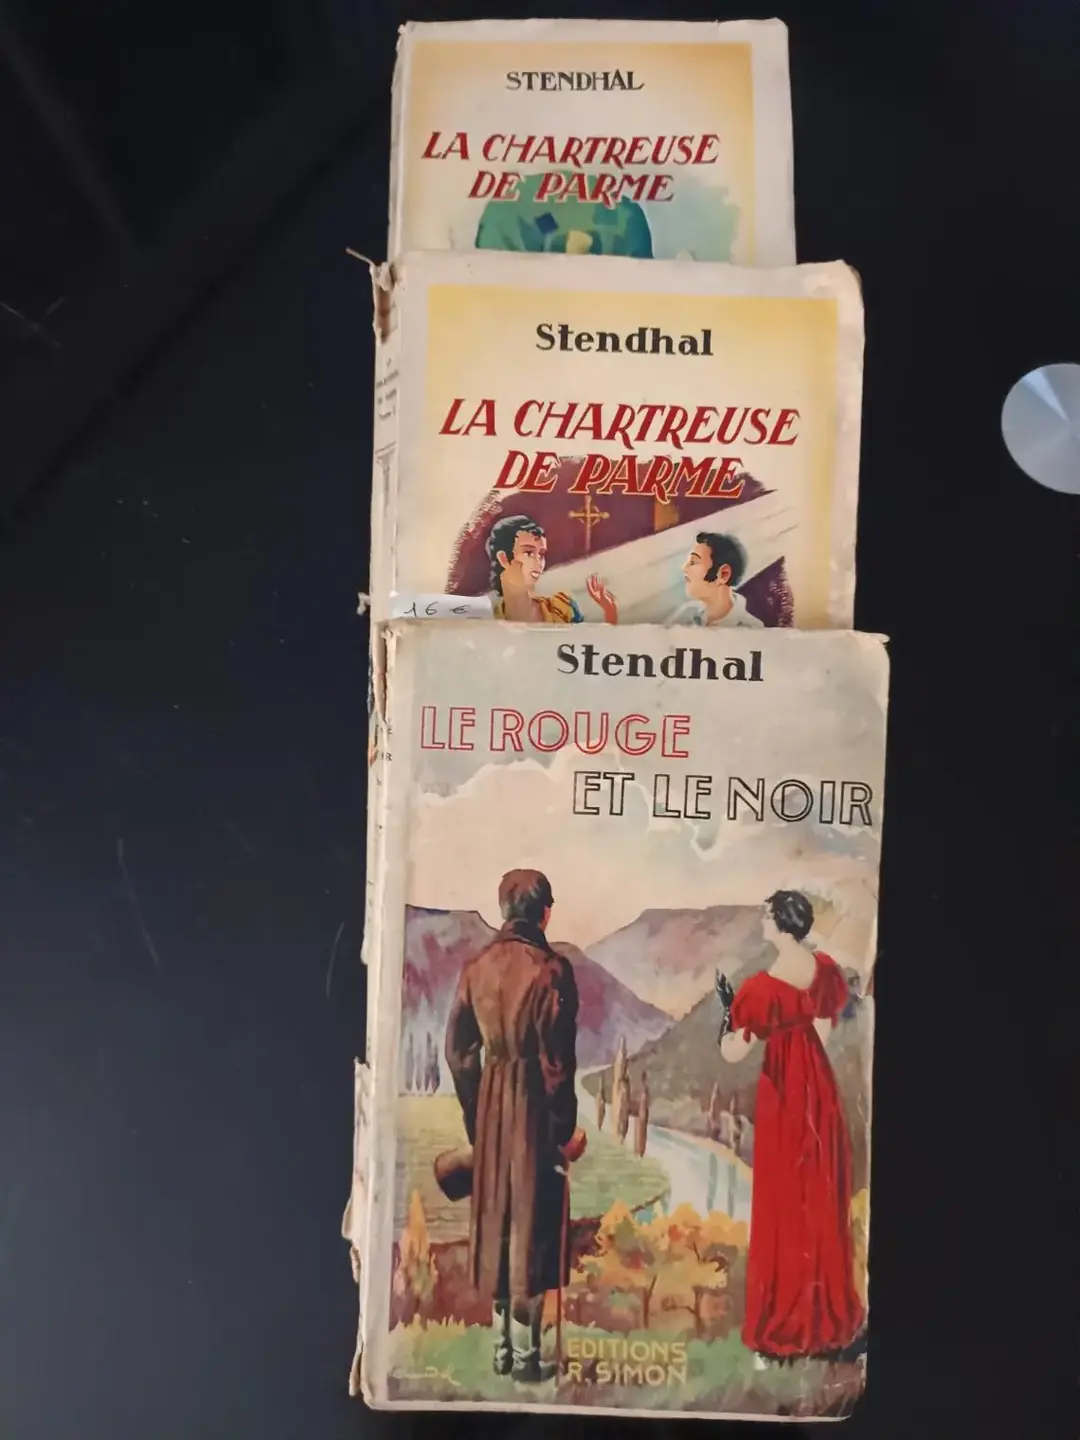 STENDHAL
LA CHARTREUSE
DE PARME
Stendhal
LA CHARTREUSE
DE PARME
16 €
Stendhal
LE ROUGE
ET LE NOIR
EDITIONS
R. SIMON